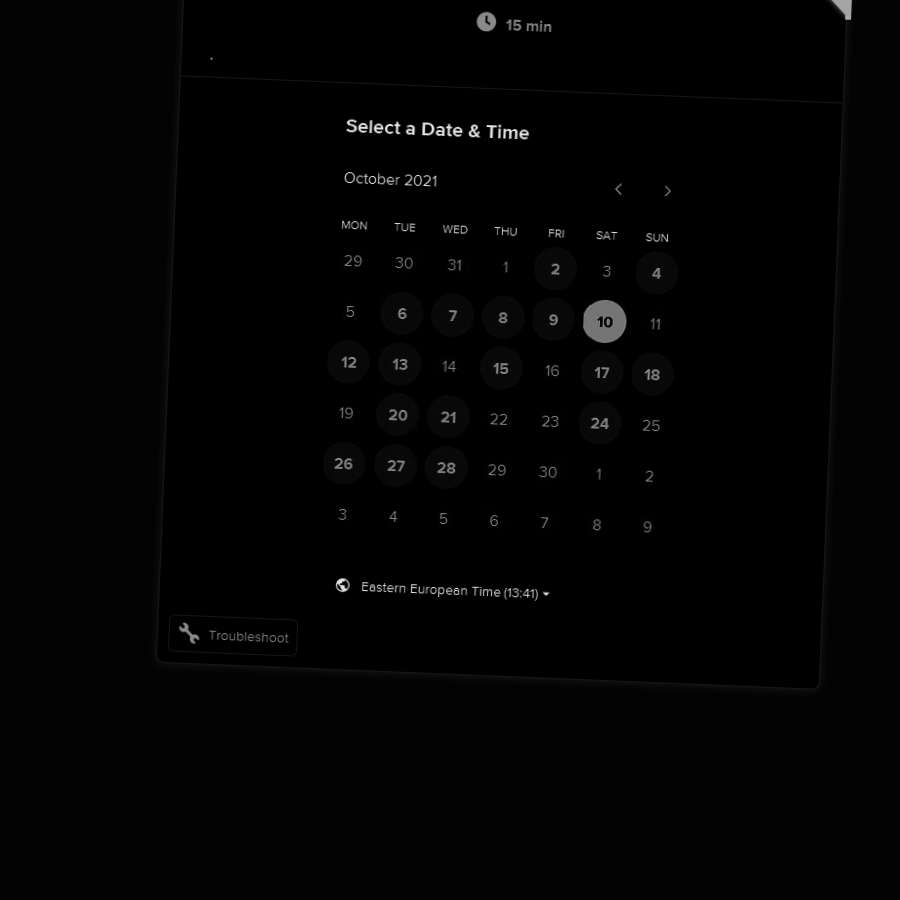 15 min
.
Select a Date & Time
October 2021
MON TUE WED THU FRI SAT SUN
29 30 31 1 2 3 4
5 6 7 8 9 10 11
12 13 14 15 16 17 18
19 20 21 22 23 24 25
26 27 28 29 30 1 2
3 4 5 6 7 8 9
Eastern European Time (13:41)
Troubleshoot